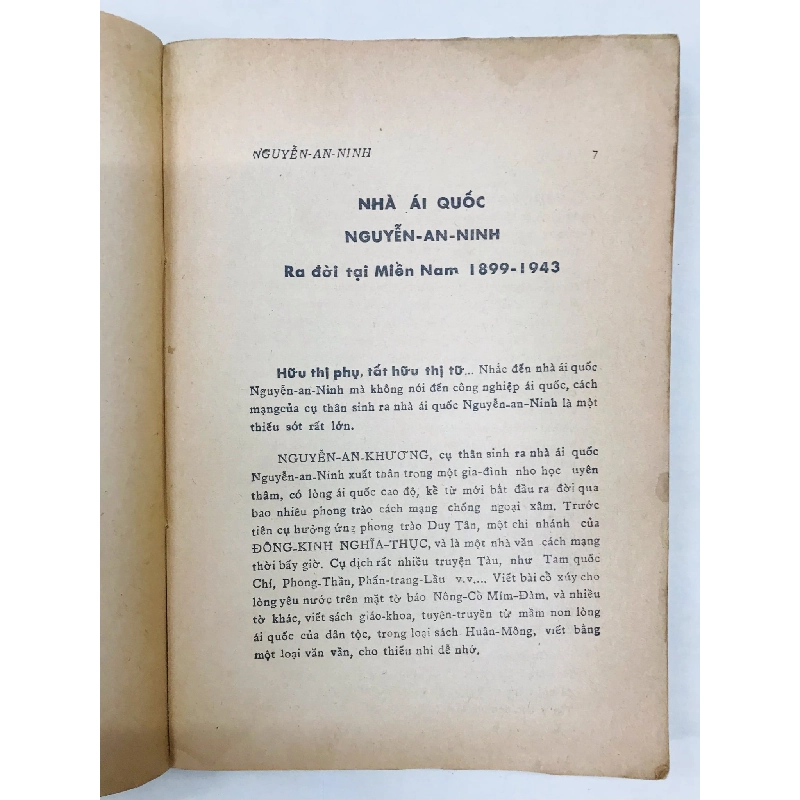 NGUYỄN-AN-NINH 7
NHÀ ÁI QUỐC
NGUYỄN-AN-NINH
Ra đời tại Miền Nam 1899-1943
Hữu thị phụ, tất hữu thị tử... Nhắc đến nhà ái quốc
Nguyễn-an-Ninh mà không nói đến công nghiệp ái quốc, cách
mạngcủa cụ thân sinh ra nhà ái quốc Nguyễn-an-Ninh là một
thiếu sót rất lớn.
NGUYỄN-AN-KHƯƠNG, cụ thân sinh ra nhà ái quốc
Nguyễn-an-Ninh xuất toân trong một gia-đình nho học uyên
thâm, có lòng ái quốc cao độ, kể từ mới bắt đầu ra đời qua
bao nhiêu phong trào cách mạng chống ngoại xâm. Trước
tiên cụ hưởng ứng phong trào Duy Tân, một chi nhánh của
ĐÔNG-KINH NGHĨA-THỤC, và là một nhà văn cách mạng
thời bấy giờ. Cụ dịch rất nhiều truyện Tàu, như Tam quốc
Chí, Phong-Thần, Phấn-trang-Lầu v.v.... Viết bài cổ xúy cho
lòng yêu nước trên mặt tờ báo Nông-Cổ Mím-Đàm, và nhiều
tờ khác, viết sách giáo-khoa, tuyên-truyền từ mầm non lòng
ái quốc của dân tộc, trong loại sách Huấn-Mông, viết bằng
một loại văn vần, cho thiếu nhi dễ nhớ.